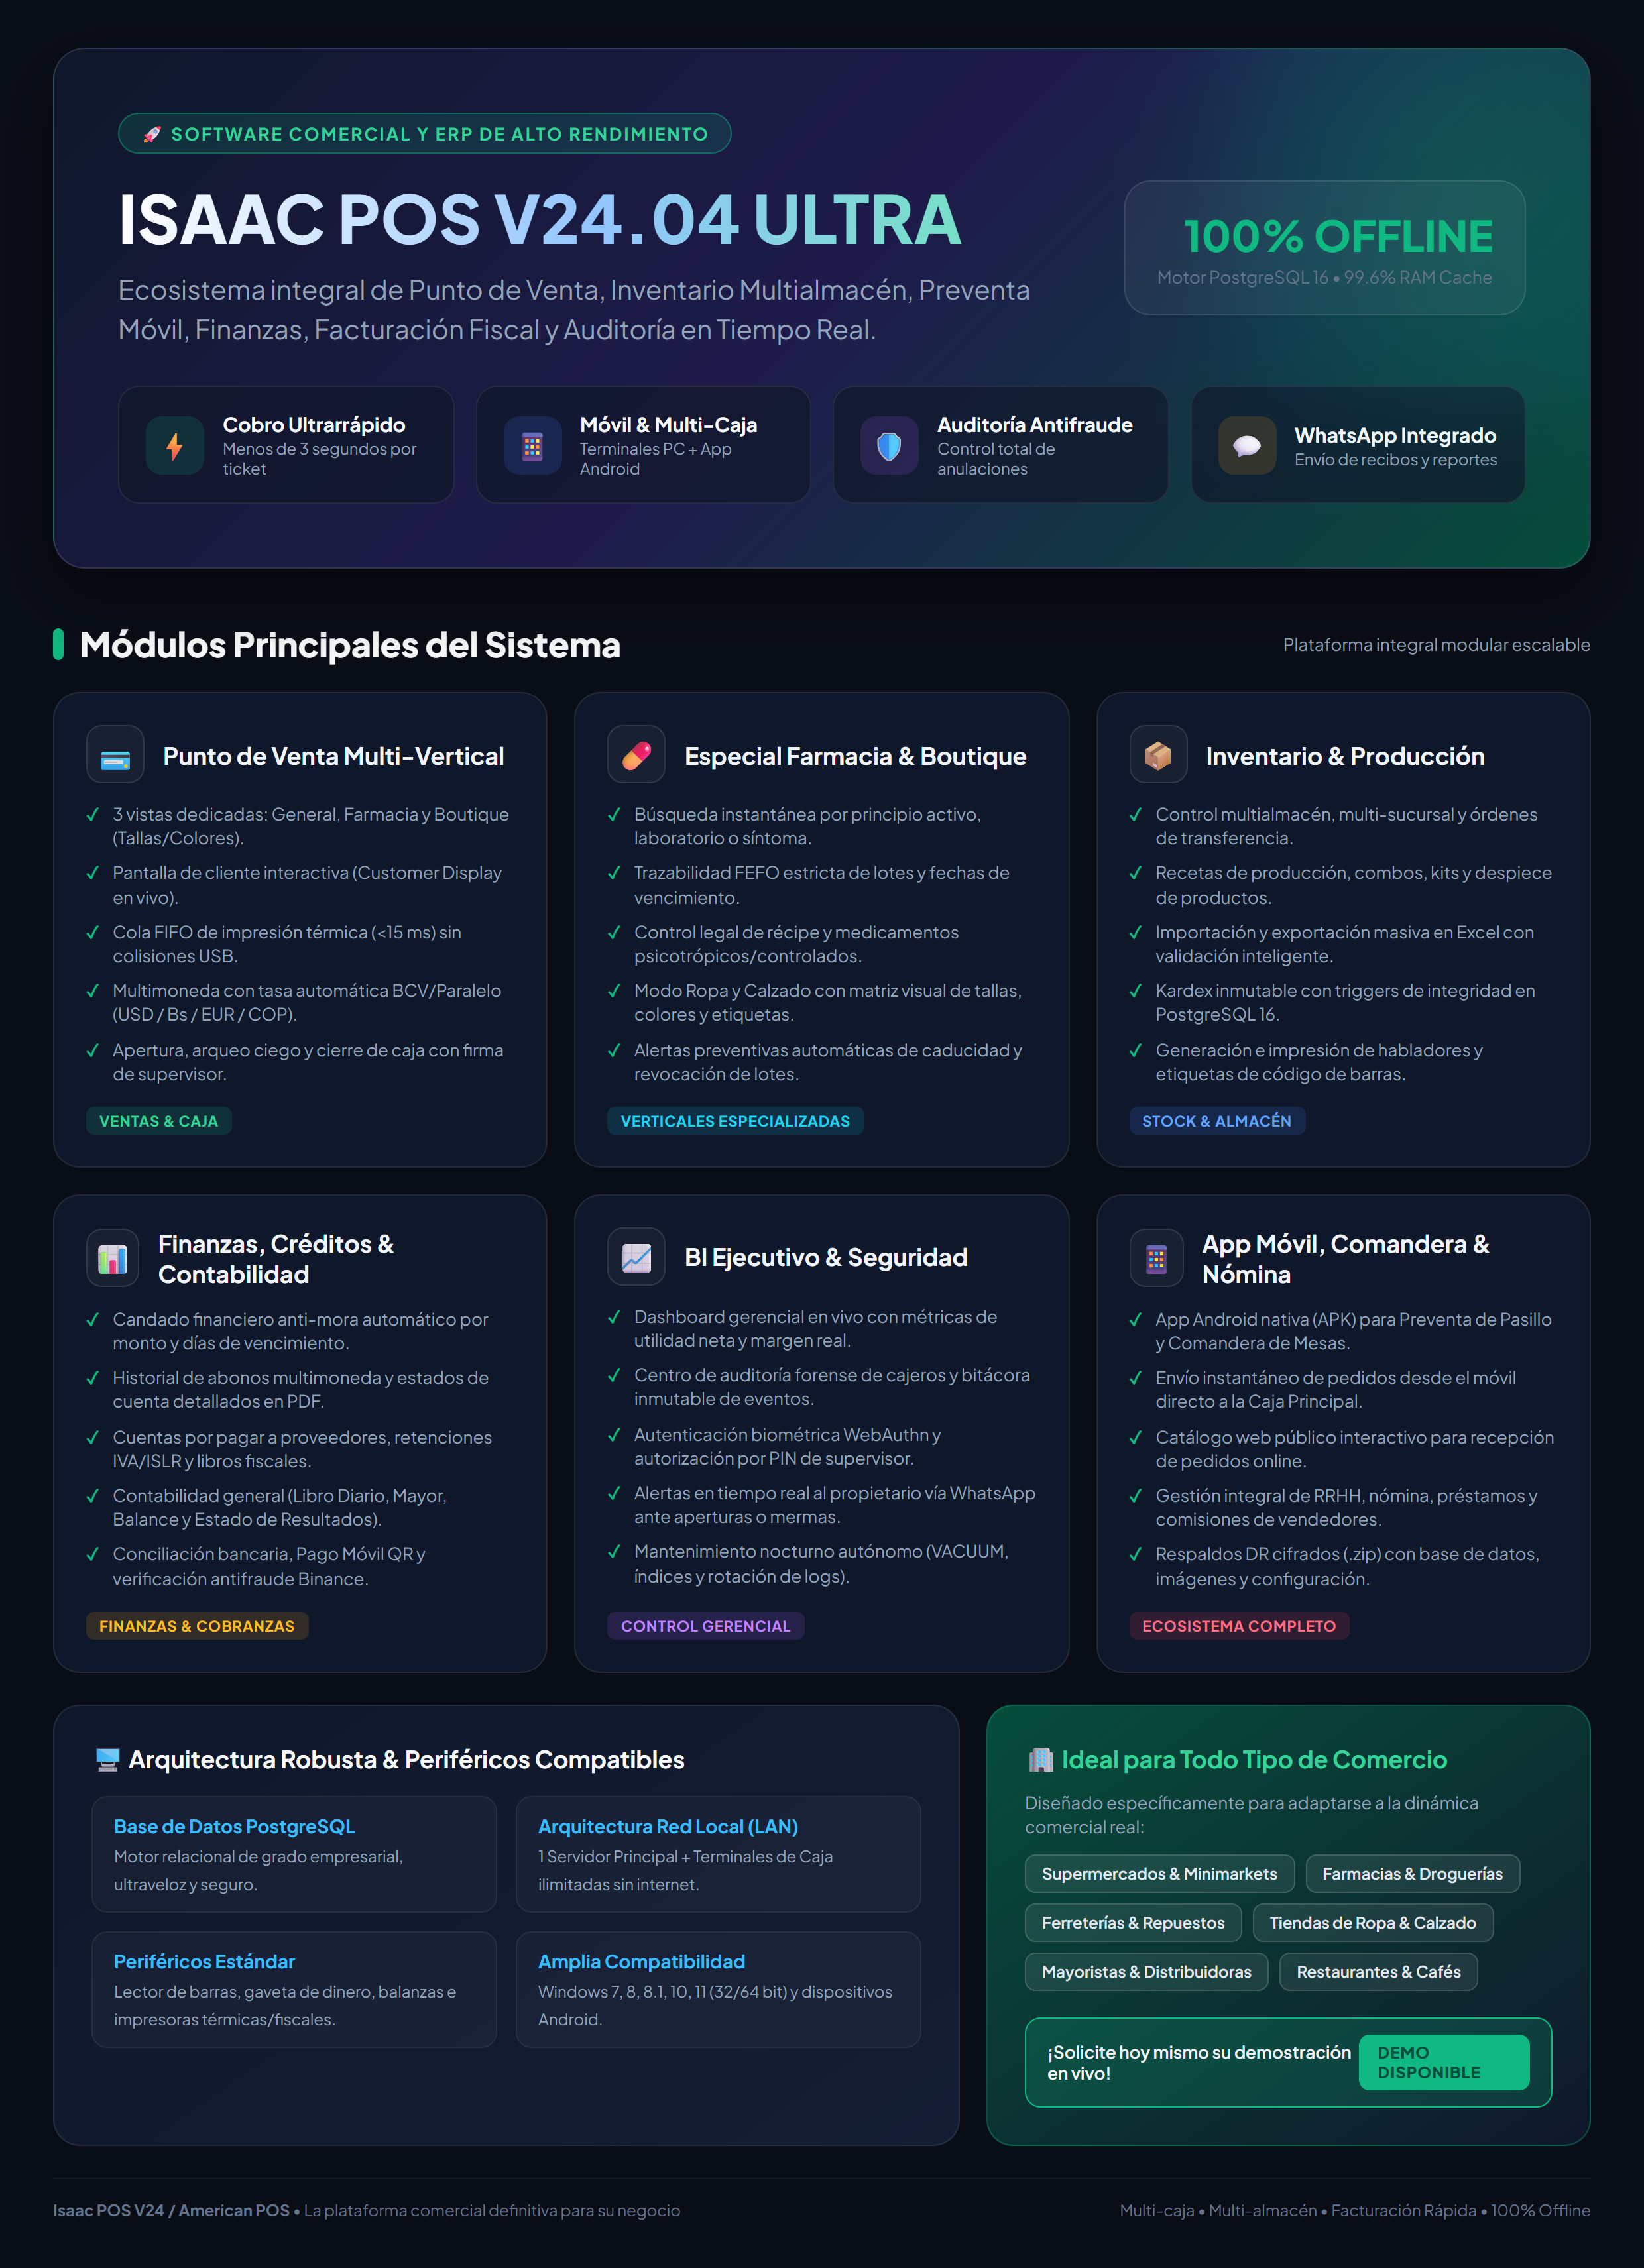 🚀 SOFTWARE COMERCIAL Y ERP DE ALTO RENDIMIENTO
ISAAC POS V24.04 ULTRA
Ecosistema integral de Punto de Venta, Inventario Multialmacén, Preventa
Móvil, Finanzas, Facturación Fiscal y Auditoría en Tiempo Real.
100% OFFLINE
Motor PostgreSQL 16 • 99.6% RAM Cache
Cobro Ultrarrápido
Menos de 3 segundos por
ticket
Móvil & Multi-Caja
Terminales PC + App
Android
Auditoría Antifraude
Control total de
anulaciones
WhatsApp Integrado
Envío de recibos y reportes
Módulos Principales del Sistema
Plataforma integral modular escalable
Punto de Venta Multi-Vertical
✓ 3 vistas dedicadas: General, Farmacia y Boutique
(Tallas/Colores).
✓ Pantalla de cliente interactiva (Customer Display
en vivo).
✓ Cola FIFO de impresión térmica (<15 ms) sin
colisiones USB.
✓ Multimoneda con tasa automática BCV/Paralelo
(USD / Bs / EUR / COP).
✓ Apertura, arqueo ciego y cierre de caja con firma
de supervisor.
VENTAS & CAJA
Especial Farmacia & Boutique
✓ Búsqueda instantánea por principio activo,
laboratorio o síntoma.
✓ Trazabilidad FEFO estricta de lotes y fechas de
vencimiento.
✓ Control legal de récipe y medicamentos
psicotrópicos/controlados.
✓ Modo Ropa y Calzado con matriz visual de tallas,
colores y etiquetas.
✓ Alertas preventivas automáticas de caducidad y
revocación de lotes.
VERTICALES ESPECIALIZADAS
Inventario & Producción
✓ Control multialmacén, multi-sucursal y órdenes
de transferencia.
✓ Recetas de producción, combos, kits y despiece
de productos.
✓ Importación y exportación masiva en Excel con
validación inteligente.
✓ Kardex inmutable con triggers de integridad en
PostgreSQL 16.
✓ Generación e impresión de habladores y
etiquetas de código de barras.
STOCK & ALMACÉN
Finanzas, Créditos &
Contabilidad
✓ Candado financiero anti-mora automático por
monto y días de vencimiento.
✓ Historial de abonos multimoneda y estados de
cuenta detallados en PDF.
✓ Cuentas por pagar a proveedores, retenciones
IVA/ISLR y libros fiscales.
✓ Contabilidad general (Libro Diario, Mayor,
Balance y Estado de Resultados).
✓ Conciliación bancaria, Pago Móvil QR y
verificación antifraude Binance.
FINANZAS & COBRANZAS
BI Ejecutivo & Seguridad
✓ Dashboard gerencial en vivo con métricas de
utilidad neta y margen real.
✓ Centro de auditoría forense de cajeros y bitácora
inmutable de eventos.
✓ Autenticación biométrica WebAuthn y
autorización por PIN de supervisor.
✓ Alertas en tiempo real al propietario vía WhatsApp
ante aperturas o mermas.
✓ Mantenimiento nocturno autónomo (VACUUM,
índices y rotación de logs).
CONTROL GERENCIAL
App Móvil, Comandera &
Nómina
✓ App Android nativa (APK) para Preventa de Pasillo
y Comandera de Mesas.
✓ Envío instantáneo de pedidos desde el móvil
directo a la Caja Principal.
✓ Catálogo web público interactivo para recepción
de pedidos online.
✓ Gestión integral de RRHH, nómina, préstamos y
comisiones de vendedores.
✓ Respaldos DR cifrados (.zip) con base de datos,
imágenes y configuración.
ECOSISTEMA COMPLETO
Arquitectura Robusta & Periféricos Compatibles
Base de Datos PostgreSQL
Motor relacional de grado empresarial,
ultraveloz y seguro.
Arquitectura Red Local (LAN)
1 Servidor Principal + Terminales de Caja
ilimitadas sin internet.
Periféricos Estándar
Lector de barras, gaveta de dinero, balanzas e
impresoras térmicas/fiscales.
Amplia Compatibilidad
Windows 7, 8, 8.1, 10, 11 (32/64 bit) y dispositivos
Android.
Ideal para Todo Tipo de Comercio
Diseñado específicamente para adaptarse a la dinámica
comercial real:
Supermercados & Minimarkets
Farmacias & Droguerías
Ferreterías & Repuestos
Tiendas de Ropa & Calzado
Mayoristas & Distribuidoras
Restaurantes & Cafés
¡Solicite hoy mismo su demostración
en vivo!
DEMO
DISPONIBLE
Isaac POS V24 / American POS • La plataforma comercial definitiva para su negocio
Multi-caja • Multi-almacén • Facturación Rápida • 100% Offline